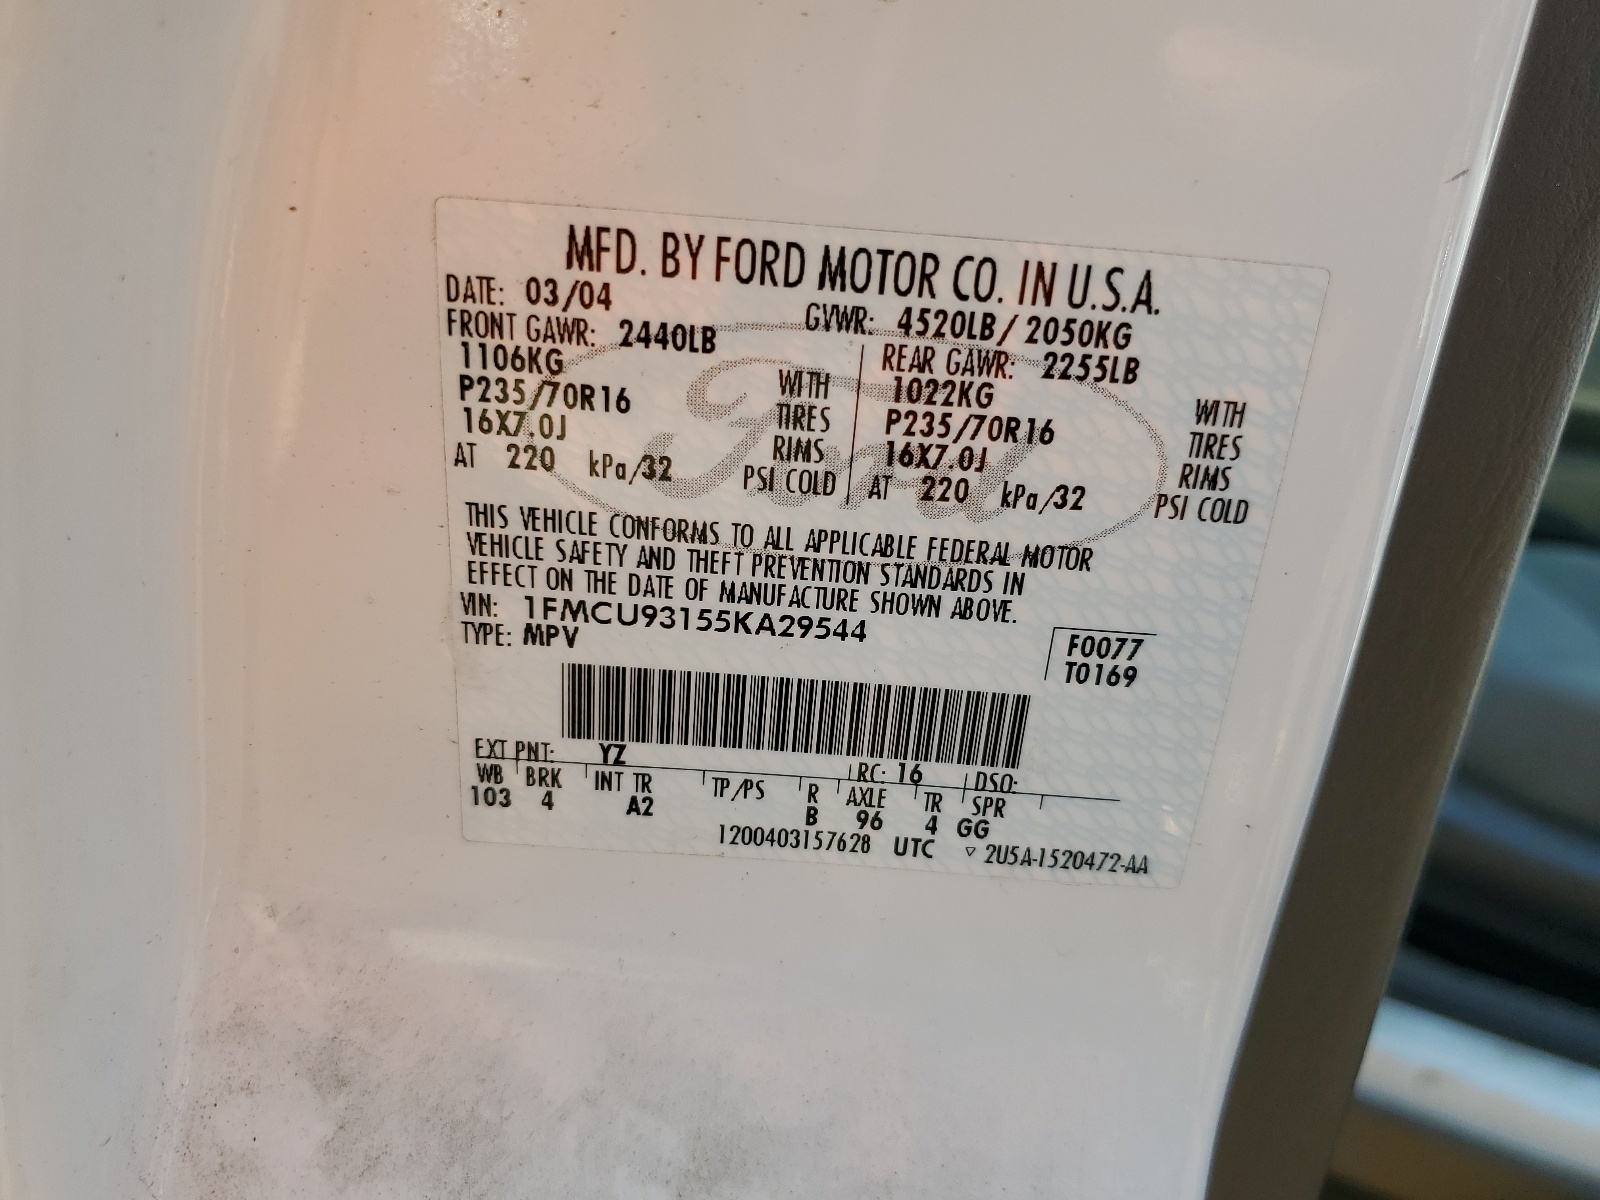 MFD. BY FORD MOTOR CO. IN U.S.A.
DATE: 03/04 GVWR: 4520LB/ 2050KG
FRONT GAWR: 2440LB REAR GAWR: 2255LB
1106KG WITH 1022KG WITH
P235/70R16 TIRES P235/70R16 TIRES
16X7.0J RIMS 16X7.0J RIMS
AT 220 kPa/32 PSI COLD AT 220 kPa/32 PSI COLD
Ford
THIS VEHICLE CONFORMS TO ALL APPLICABLE FEDERAL MOTOR
VEHICLE SAFETY AND THEFT PREVENTION STANDARDS IN
EFFECT ON THE DATE OF MANUFACTURE SHOWN ABOVE.
VIN: 1FMCU93155KA29544
TYPE: MPV
F0077
T0169
EXT PNT: YZ RC: 16 DSO:
WB BRK INT TR TP/PS R AXLE TR SPR
103 4 A2 B 96 4 GG
1200403157628 UTC ▽ 2U5A-1520472-AA